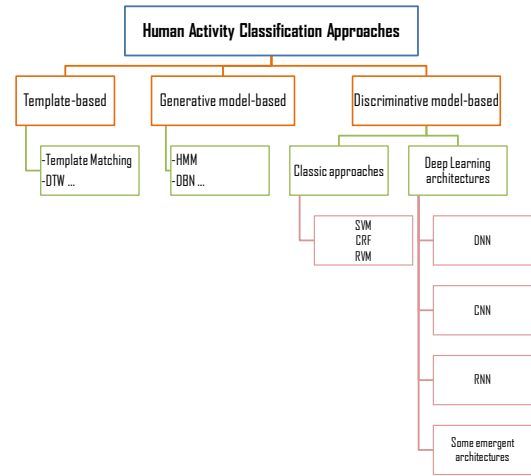 Human Activity Classification Approaches
Template-based
Generative model-based
Discriminative model-based
-Template Matching
-DTW ...
-HMM
-DBN ...
Classic approaches
Deep Learning
architectures
SVM
CRF
RVM
DNN
CNN
RNN
Some emergent
architectures